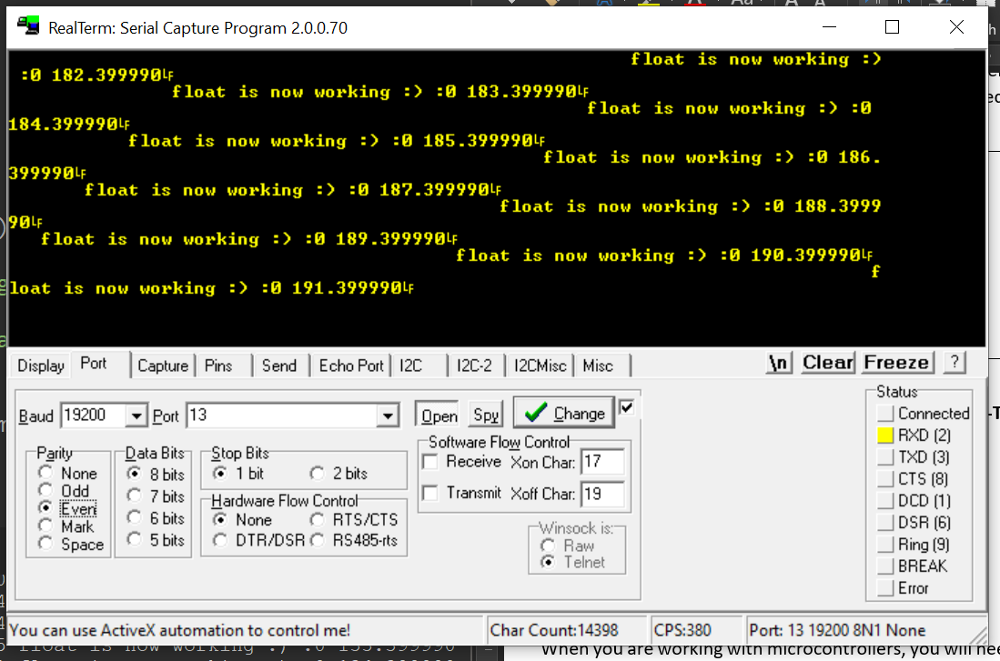 RealTerm: Serial Capture Program 2.0.0.70
float is now working :)
:0 182.399990LF
float is now working :) :0 183.399990LF
float is now working :) :0
184.399990LF
float is now working :) :0 185.399990LF
float is now working :) :0 186.
399990LF
float is now working :) :0 187.399990LF
float is now working :) :0 188.3999
90LF
float is now working :) :0 189.399990LF
float is now working :) :0 190.399990LF
f
loat is now working :) :0 191.399990LF
Display Port Capture Pins Send Echo Port I2C I2C-2 I2CMisc Misc \n Clear Freeze ?
Baud 19200 Port 13 Open Spy Change
Parity
None
Odd
Even
Mark
Space
Data Bits
8 bits
7 bits
6 bits
5 bits
Stop Bits
1 bit 2 bits
Hardware Flow Control
None RTS/CTS
DTR/DSR RS485-rts
Software Flow Control
Receive Xon Char: 17
Transmit Xoff Char: 19
Winsock is:
Raw
Telnet
Status
Connected
RXD (2)
TXD (3)
CTS (8)
DCD (1)
DSR (6)
Ring (9)
BREAK
Error
You can use ActiveX automation to control me! Char Count:14398 CPS:380 Port: 13 19200 8N1 None
When you are working with microcontrollers, you will nee